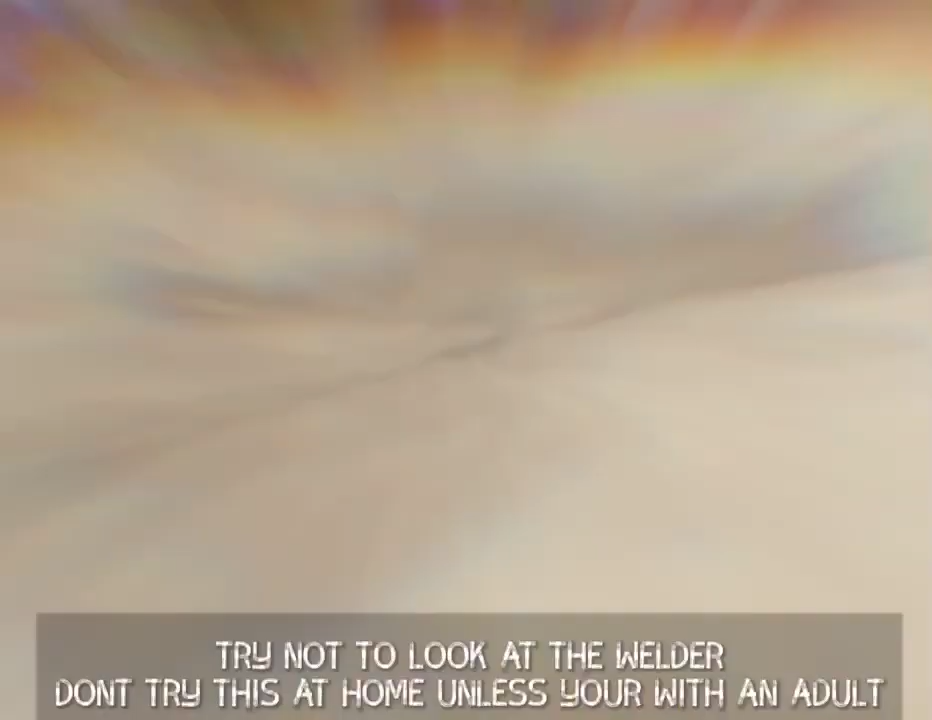 TRY NOT TO LOOK AT THE WELDER
DONT TRY THIS AT HOME UNLESS YOUR WITH AN ADULT